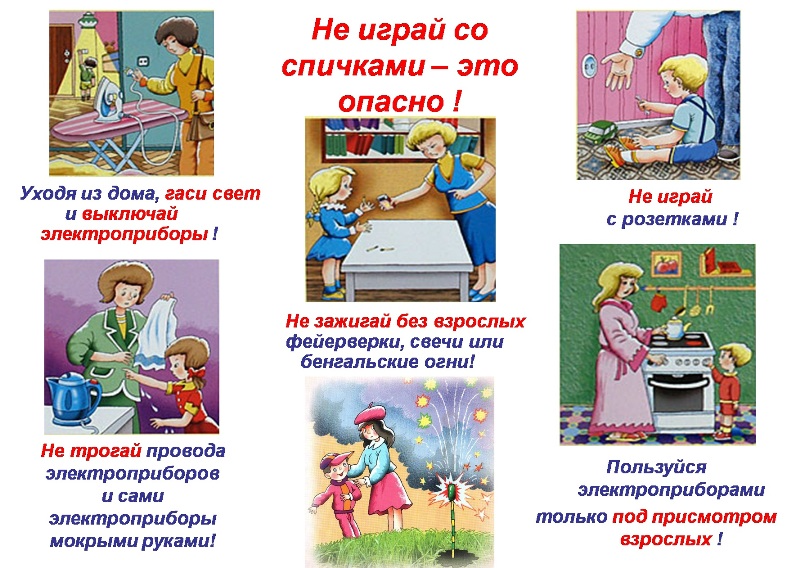 Не играй со
спичками – это
опасно !
Уходя из дома, гаси свет
и выключай
электроприборы !
Не играй
с розетками !
Не зажигай без взрослых
фейерверки, свечи или
бенгальские огни!
Не трогай провода
электроприборов
и сами
электроприборы
мокрыми руками!
Пользуйся
электроприборами
только под присмотром
взрослых !